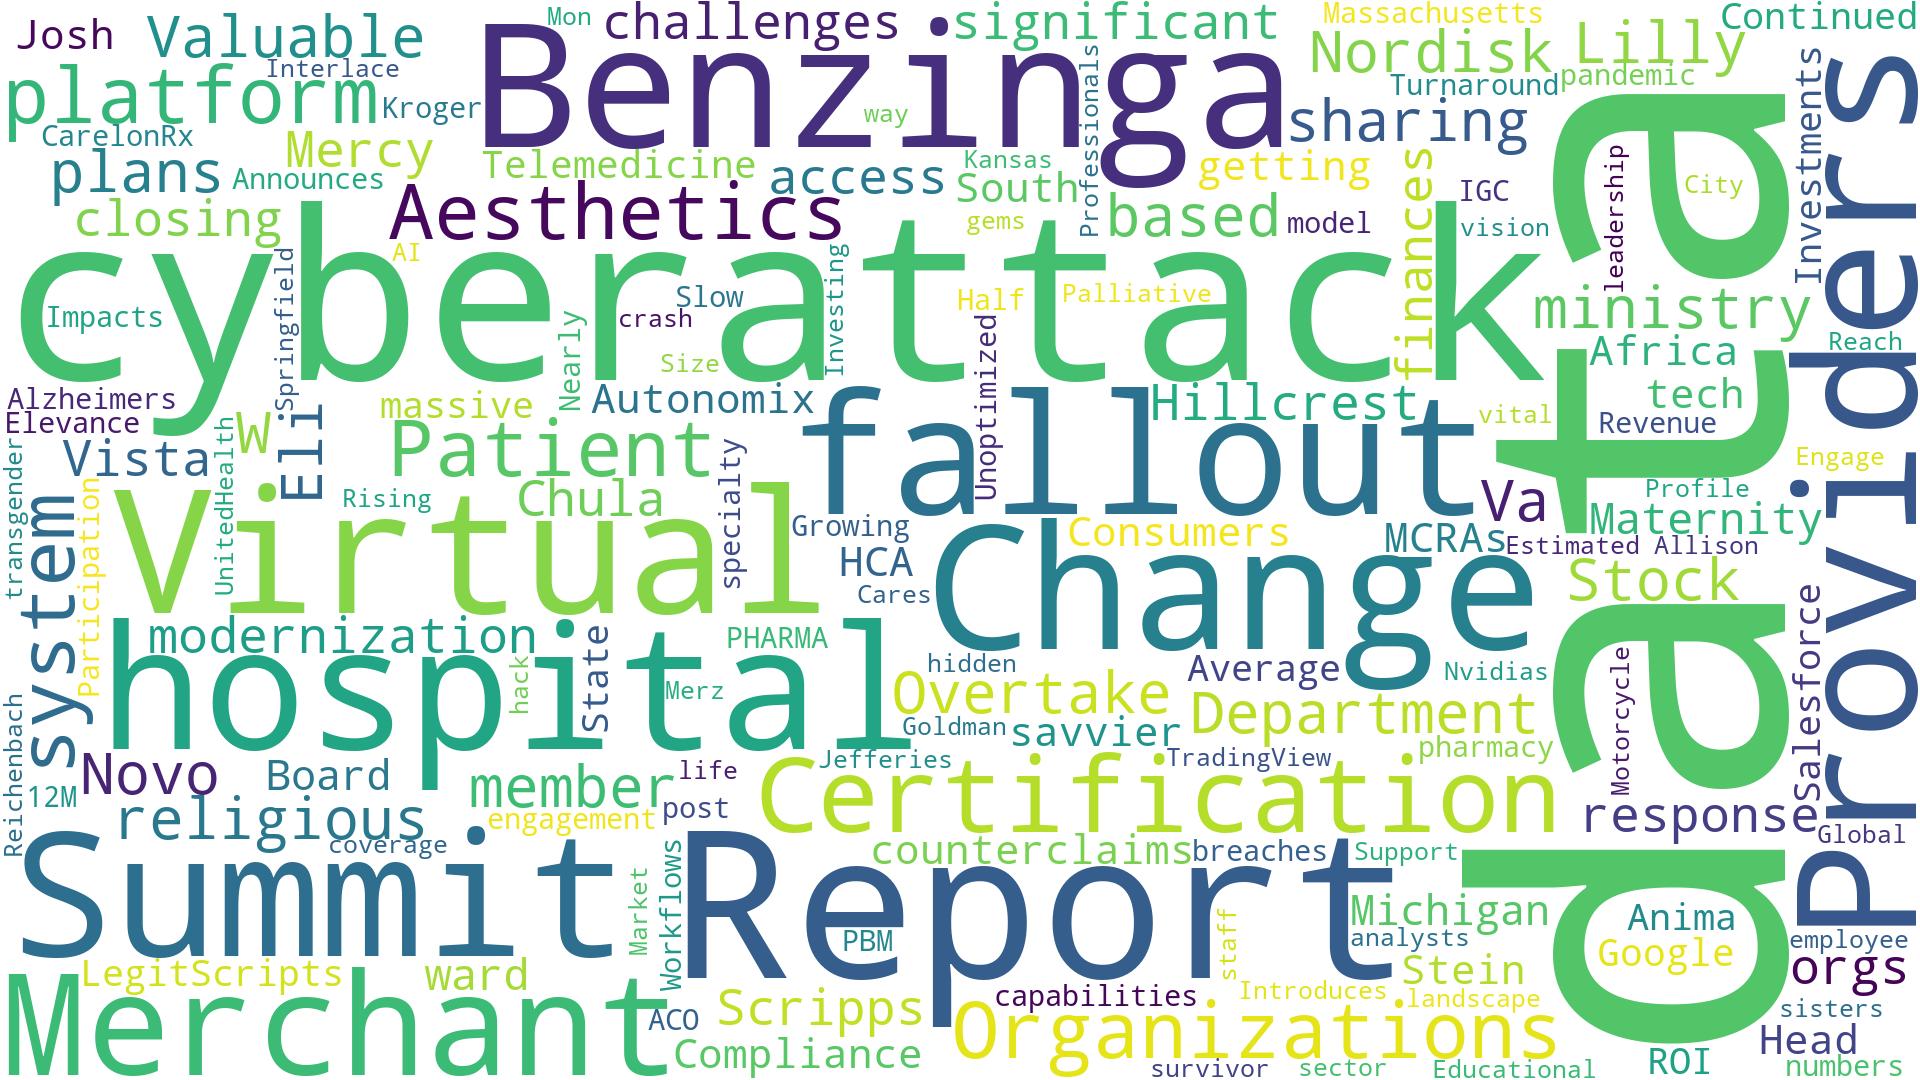 Josh
Valuable
Mon
challenges
significant
Massachusetts
Continued
platform
Interlace
Benzinga
Nordisk
Lilly
Kroger
Turnaround
pandemic
CarelonRx
Mercy
way
Professionals
sharing
Investments
plans
Announces
Telemedicine
access
Kansas
getting
finances
IGC
leadership
City
closing
Aesthetics
South
gems
based
model
vision
AI
cyberattack
Impacts
Springfield
Slow
crash
Investing
Half
Palliative
ministry
Size
Nearly
Africa
Reach
Providers
data
Alzheimers
Elevance
massive
Autonomix
fallout
Unoptimized
Hillcrest
vital
tech
Revenue
W
Eli
UnitedHealth
Vista
Patient
specialty
Engage
transgender
Participation
system
Rising
Chula
Va
Profile
Maternity
Virtual
Growing
Consumers
MCRAs
Estimated
Allison
HCA
Cares
Change
Stock
modernization
State
PHARMA
hospital
hack
Merz
hidden
Average
Nvidias
Motorcycle
Salesforce
Overtake
Department
Goldman
savvier
Reichenbach
Novo
Board
Jefferies
TradingView
pharmacy
12M
member
life
Certification
religious
engagement
post
response
Global
coverage
Summit
Workflows
Report
counterclaims
breaches
Support
Market
PBM
staff
Michigan
analysts
Anima
employee
LegitScripts
ward
Stein
Google
orgs
Merchant
ACO
Scripps
capabilities
Introduces
landscape
sisters
Organizations
Compliance
Head
survivor
sector
Educational
ROI
numbers